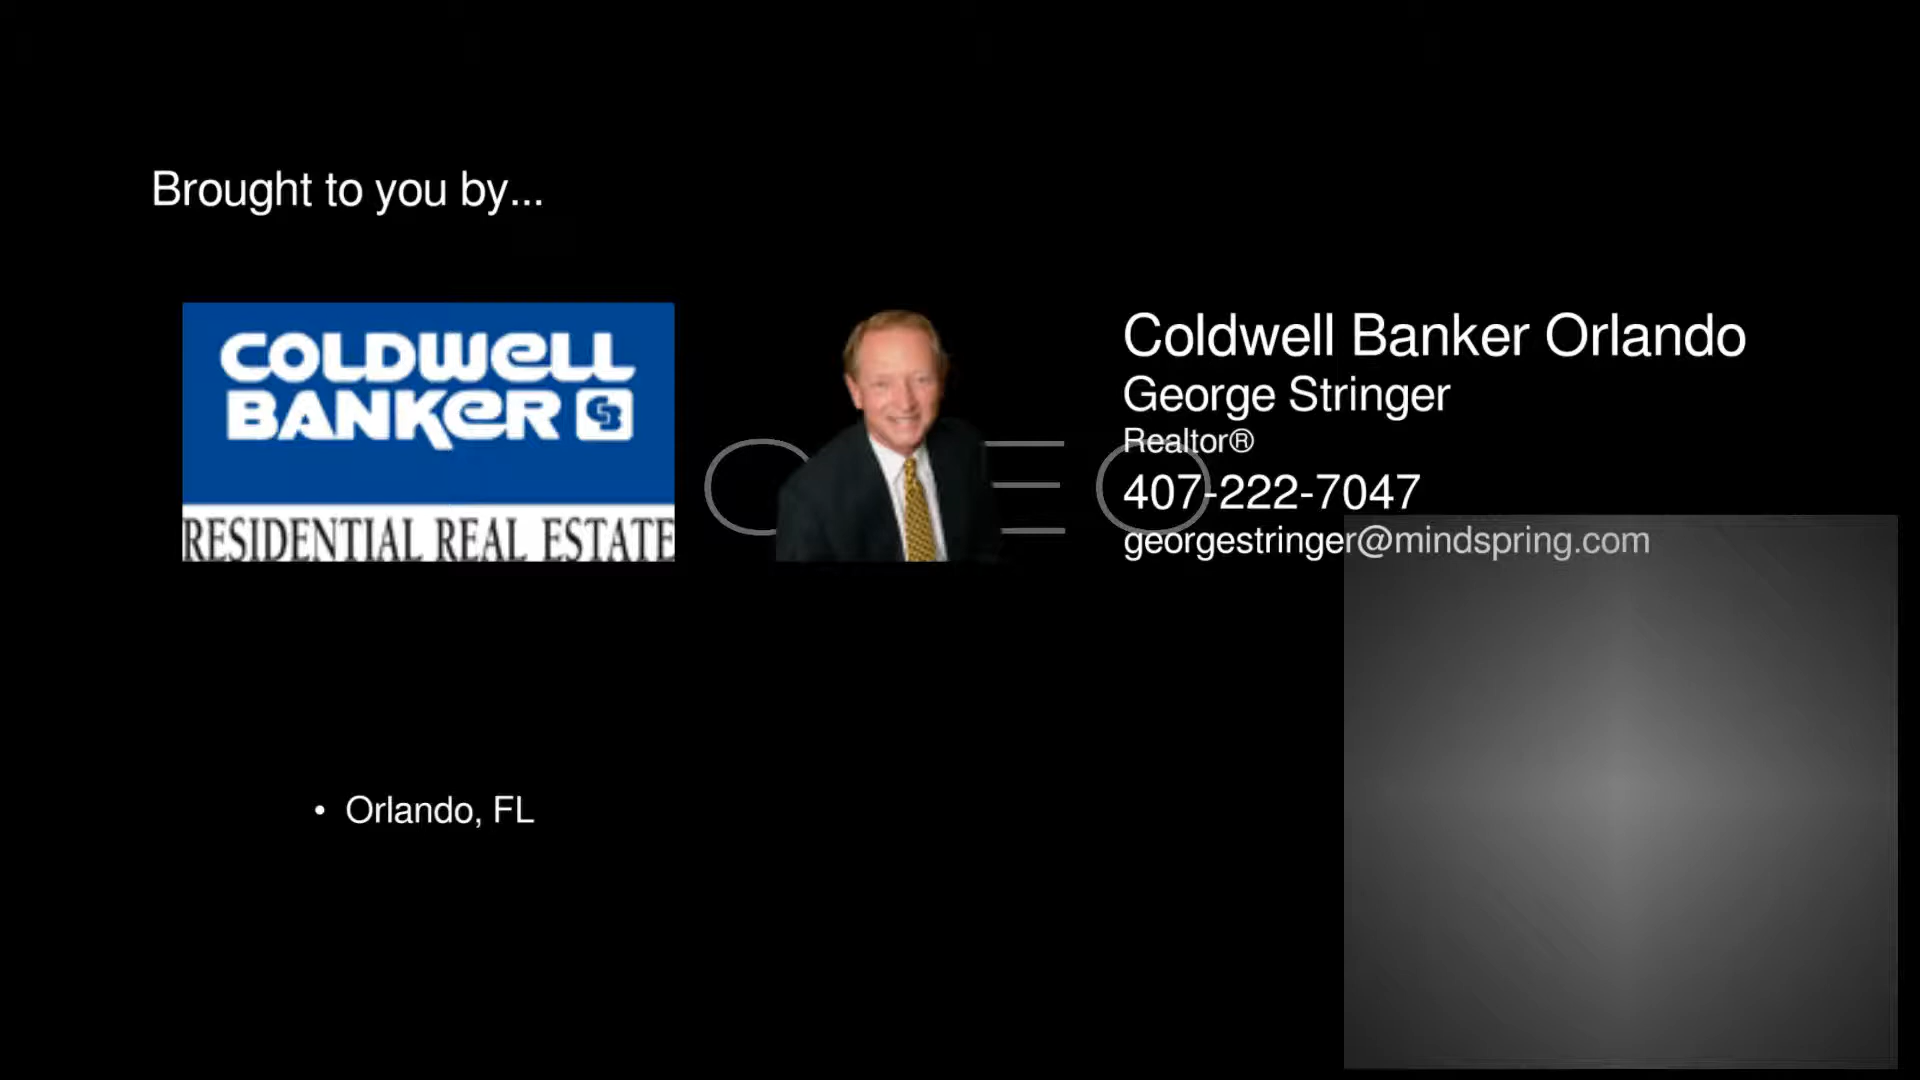 Brought to you by...
COLDWELL
BANKER CB
RESIDENTIAL REAL ESTATE
Coldwell Banker Orlando
George Stringer
Realtor®
407-222-7047
georgestringer@mindspring.com
• Orlando, FL